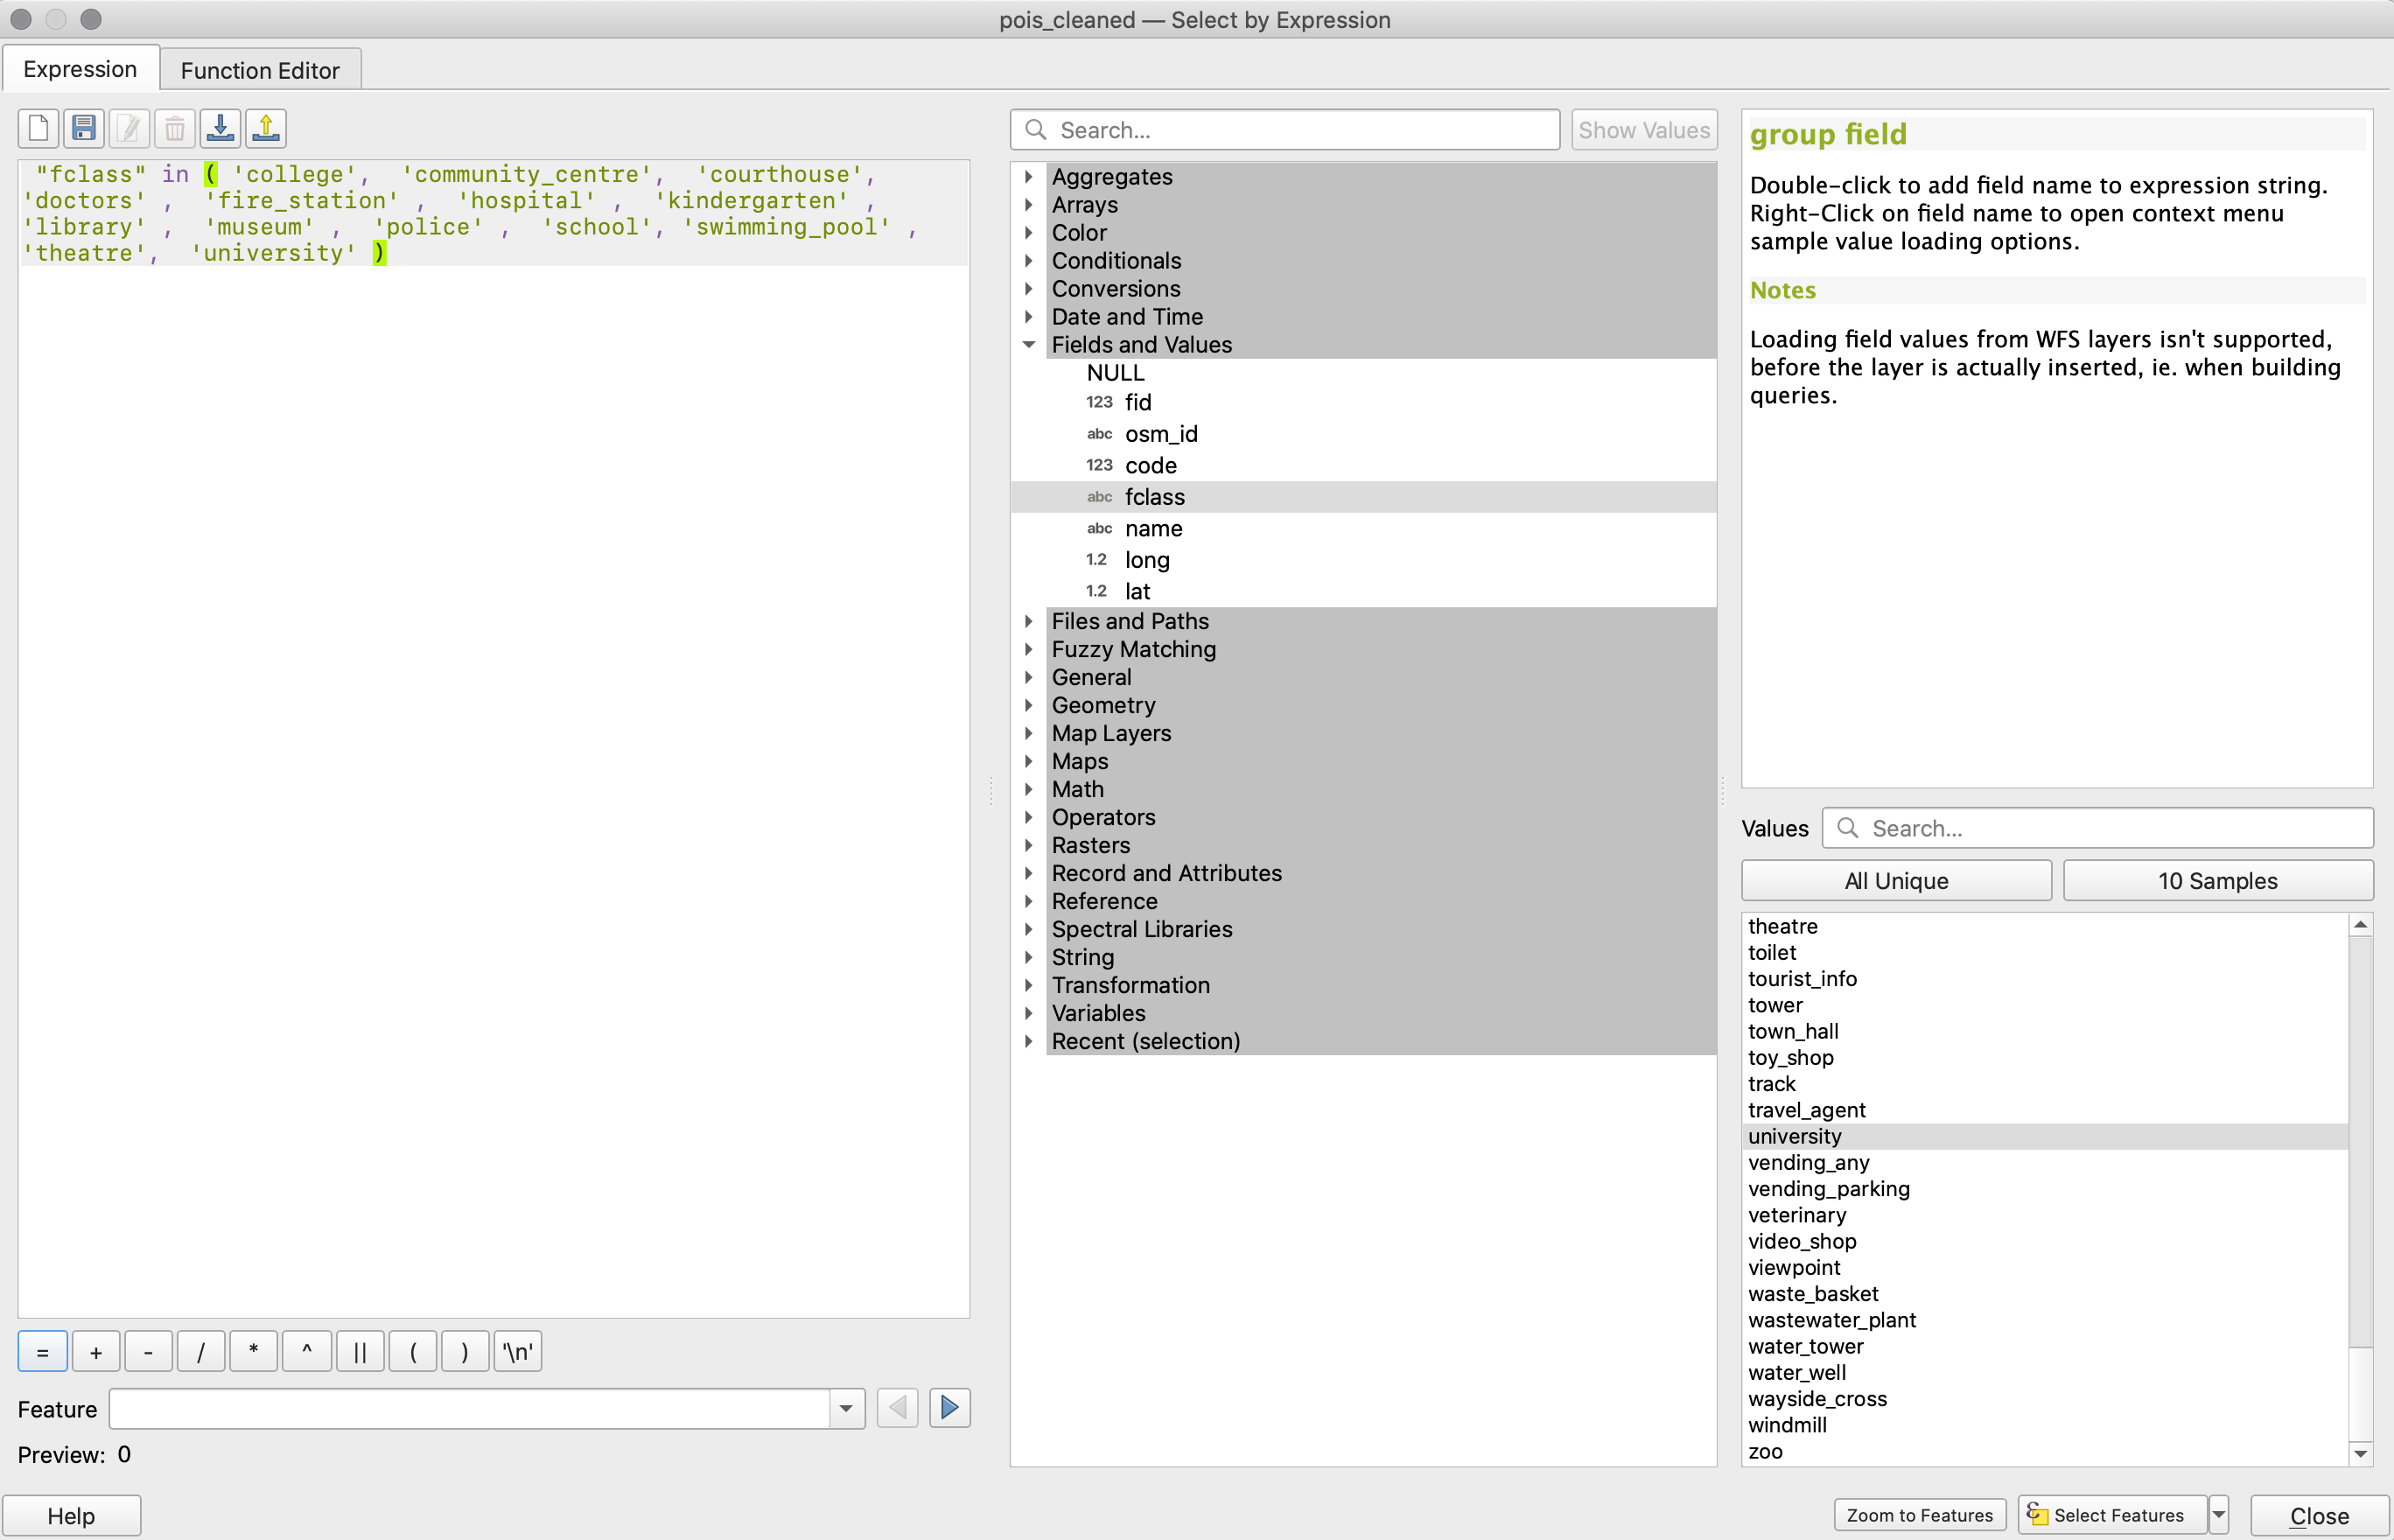 pois_cleaned — Select by Expression
Expression
Function Editor
"fclass" in ( 'college', 'community_centre', 'courthouse',
'doctors' , 'fire_station' , 'hospital' , 'kindergarten' ,
'library' , 'museum' , 'police' , 'school', 'swimming_pool' ,
'theatre', 'university' )
=
+
-
/
*
^
||
(
)
'\n'
Feature
Preview: 0
Help
Search...
Show Values
Aggregates
Arrays
Color
Conditionals
Conversions
Date and Time
Fields and Values
NULL
123 fid
abc osm_id
123 code
abc fclass
abc name
1.2 long
1.2 lat
Files and Paths
Fuzzy Matching
General
Geometry
Map Layers
Maps
Math
Operators
Rasters
Record and Attributes
Reference
Spectral Libraries
String
Transformation
Variables
Recent (selection)
group field
Double-click to add field name to expression string.
Right-Click on field name to open context menu
sample value loading options.
Notes
Loading field values from WFS layers isn't supported,
before the layer is actually inserted, ie. when building
queries.
Values
Search...
All Unique
10 Samples
theatre
toilet
tourist_info
tower
town_hall
toy_shop
track
travel_agent
university
vending_any
vending_parking
veterinary
video_shop
viewpoint
waste_basket
wastewater_plant
water_tower
water_well
wayside_cross
windmill
zoo
Zoom to Features
Select Features
Close